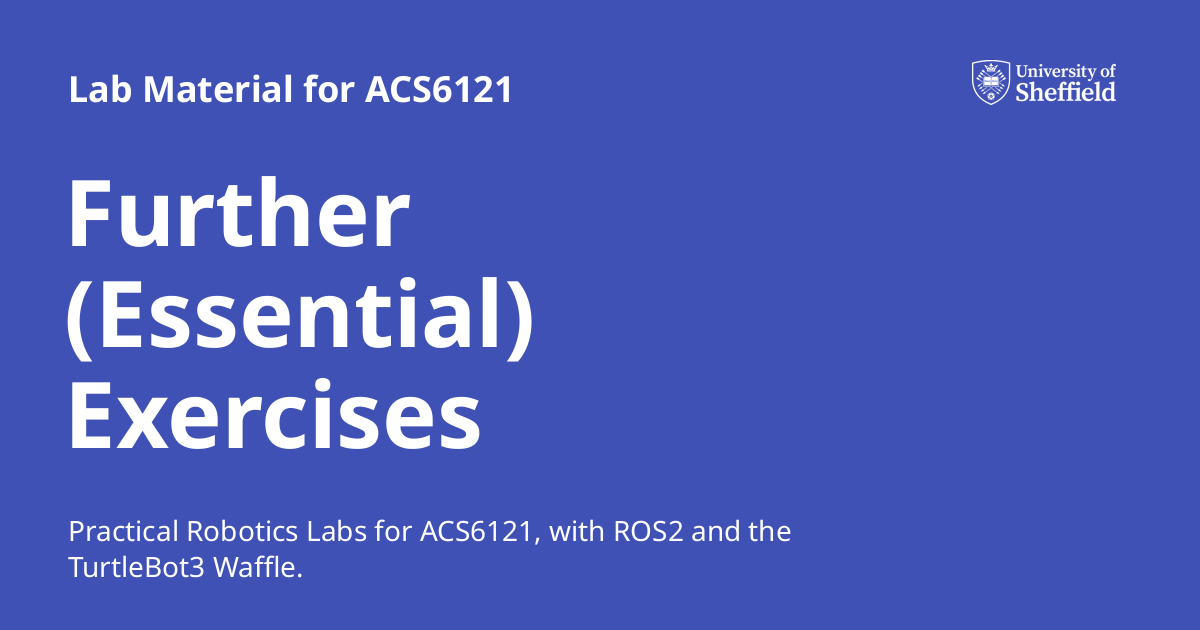 Lab Material for ACS6121
University of
Sheffield
Further
(Essential)
Exercises
Practical Robotics Labs for ACS6121, with ROS2 and the
TurtleBot3 Waffle.